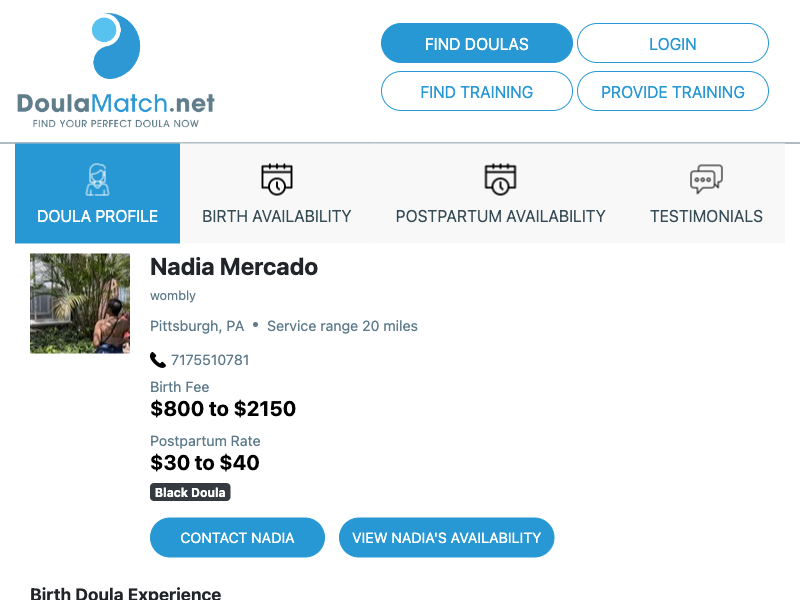 DoulaMatch.net
FIND YOUR PERFECT DOULA NOW
FIND DOULAS
LOGIN
FIND TRAINING
PROVIDE TRAINING
DOULA PROFILE
BIRTH AVAILABILITY
POSTPARTUM AVAILABILITY
TESTIMONIALS
Nadia Mercado
wombly
Pittsburgh, PA • Service range 20 miles
7175510781
Birth Fee
$800 to $2150
Postpartum Rate
$30 to $40
Black Doula
CONTACT NADIA
VIEW NADIA'S AVAILABILITY
Birth Doula Experience